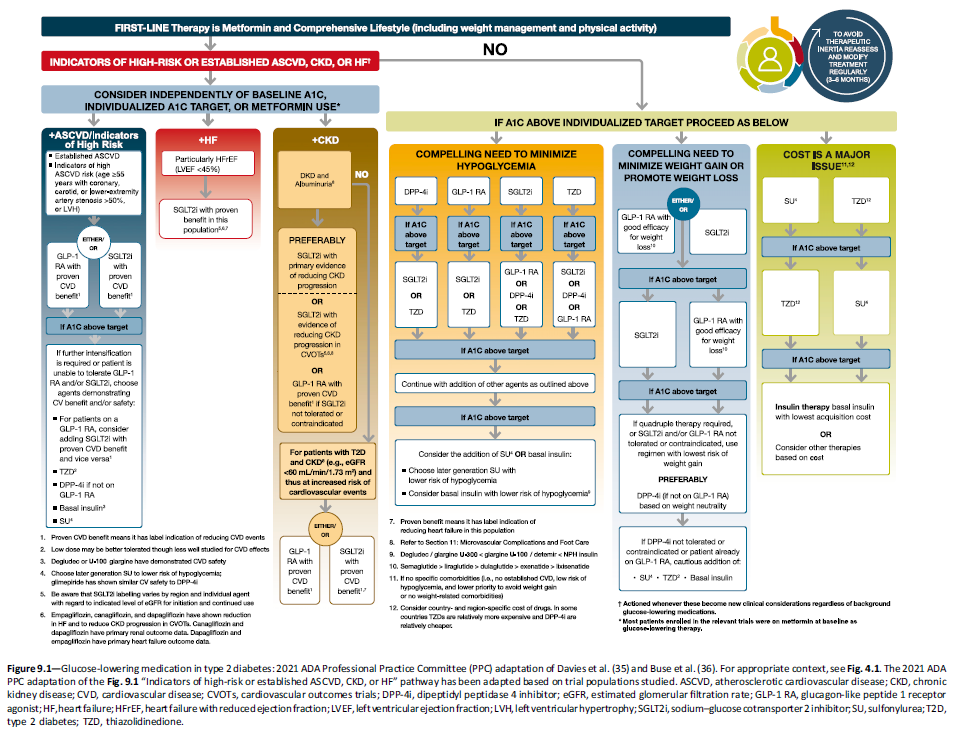 FIRST-LINE Therapy is Metformin and Comprehensive Lifestyle (including weight management and physical activity)
TO AVOID
THERAPEUTIC
INERTIA REASSESS
AND MODIFY
TREATMENT
REGULARLY
(3–6 MONTHS)
INDICATORS OF HIGH-RISK OR ESTABLISHED ASCVD, CKD, OR HF†
NO
CONSIDER INDEPENDENTLY OF BASELINE A1C,
INDIVIDUALIZED A1C TARGET, OR METFORMIN USE*
+ASCVD/Indicators
of High Risk
▪ Established ASCVD
▪ Indicators of high
ASCVD risk (age ≥55
years with coronary,
carotid, or lower-extremity
artery stenosis >50%,
or LVH)
EITHER/
OR
GLP-1
RA with
proven
CVD
benefit1
SGLT2i
with
proven
CVD
benefit1
If A1C above target
If further intensification
is required or patient is
unable to tolerate GLP-1
RA and/or SGLT2i, choose
agents demonstrating
CV benefit and/or safety:
▪ For patients on a
GLP-1 RA, consider
adding SGLT2i with
proven CVD benefit
and vice versa1
▪ TZD2
▪ DPP-4i if not
on GLP-1 RA
▪ Basal insulin3
▪ SU4
+HF
Particularly HFrEF
(LVEF <45%)
SGLT2i with proven
benefit in this
population5,6,7
+CKD
DKD and
Albuminuria8
NO
PREFERABLY
SGLT2i with
primary evidence
of reducing CKD
progression
OR
SGLT2i with
evidence of
reducing CKD
progression in
CVOTs5,6,8
OR
GLP-1 RA with
proven CVD
benefit1 if SGLT2i
not tolerated or
contraindicated
For patients with T2D
and CKD8 (e.g., eGFR
<60 mL/min/1.73 m2) and
thus at increased risk of
cardiovascular events
EITHER/
OR
GLP-1
RA with
proven
CVD
benefit1
SGLT2i
with
proven
CVD
benefit1,7
IF A1C ABOVE INDIVIDUALIZED TARGET PROCEED AS BELOW
COMPELLING NEED TO MINIMIZE
HYPOGLYCEMIA
DPP-4i
GLP-1 RA
SGLT2i
TZD
If A1C
above
target
If A1C
above
target
If A1C
above
target
If A1C
above
target
SGLT2i
OR
TZD
SGLT2i
OR
TZD
GLP-1 RA
OR
DPP-4i
OR
TZD
SGLT2i
OR
DPP-4i
OR
GLP-1 RA
If A1C above target
Continue with addition of other agents as outlined above
If A1C above target
Consider the addition of SU4 OR basal insulin:
▪ Choose later generation SU with
lower risk of hypoglycemia
▪ Consider basal insulin with lower risk of hypoglycemia9
COMPELLING NEED TO
MINIMIZE WEIGHT GAIN OR
PROMOTE WEIGHT LOSS
EITHER/
OR
GLP-1 RA with
good efficacy
for weight
loss10
SGLT2i
If A1C above target
SGLT2i
GLP-1 RA with
good efficacy
for weight
loss10
If A1C above target
If quadruple therapy required,
or SGLT2i and/or GLP-1 RA not
tolerated or contraindicated, use
regimen with lowest risk of
weight gain
PREFERABLY
DPP-4i (if not on GLP-1 RA)
based on weight neutrality
If DPP-4i not tolerated or
contraindicated or patient already
on GLP-1 RA, cautious addition of:
• SU4 • TZD2 • Basal insulin
COST IS A MAJOR
ISSUE11,12
SU4
TZD12
If A1C above target
TZD12
SU4
If A1C above target
Insulin therapy basal insulin
with lowest acquisition cost
OR
Consider other therapies
based on cost
1. Proven CVD benefit means it has label indication of reducing CVD events
2. Low dose may be better tolerated though less well studied for CVD effects
3. Degludec or U-100 glargine have demonstrated CVD safety
4. Choose later generation SU to lower risk of hypoglycemia;
glimepiride has shown similar CV safety to DPP-4i
5. Be aware that SGLT2i labelling varies by region and individual agent
with regard to indicated level of eGFR for initiation and continued use
6. Empagliflozin, canagliflozin, and dapagliflozin have shown reduction
in HF and to reduce CKD progression in CVOTs. Canagliflozin and
dapagliflozin have primary renal outcome data. Dapagliflozin and
empagliflozin have primary heart failure outcome data.
7. Proven benefit means it has label indication of
reducing heart failure in this population
8. Refer to Section 11: Microvascular Complications and Foot Care
9. Degludec / glargine U-300 < glargine U-100 / detemir < NPH insulin
10. Semaglutide > liraglutide > dulaglutide > exenatide > lixisenatide
11. If no specific comorbidities (i.e., no established CVD, low risk of
hypoglycemia, and lower priority to avoid weight gain
or no weight-related comorbidities)
12. Consider country- and region-specific cost of drugs. In some
countries TZDs are relatively more expensive and DPP-4i are
relatively cheaper.
† Actioned whenever these become new clinical considerations regardless of background
glucose-lowering medications.
* Most patients enrolled in the relevant trials were on metformin at baseline as
glucose-lowering therapy.
Figure 9.1—Glucose-lowering medication in type 2 diabetes: 2021 ADA Professional Practice Committee (PPC) adaptation of Davies et al. (35) and Buse et al. (36). For appropriate context, see Fig. 4.1. The 2021 ADA
PPC adaptation of the Fig. 9.1 “Indicators of high-risk or established ASCVD, CKD, or HF” pathway has been adapted based on trial populations studied. ASCVD, atherosclerotic cardiovascular disease; CKD, chronic
kidney disease; CVD, cardiovascular disease; CVOTs, cardiovascular outcomes trials; DPP-4i, dipeptidyl peptidase 4 inhibitor; eGFR, estimated glomerular filtration rate; GLP-1 RA, glucagon-like peptide 1 receptor
agonist; HF, heart failure; HFrEF, heart failure with reduced ejection fraction; LVEF, left ventricular ejection fraction; LVH, left ventricular hypertrophy; SGLT2i, sodium–glucose cotransporter 2 inhibitor; SU, sulfonylurea; T2D,
type 2 diabetes; TZD, thiazolidinedione.